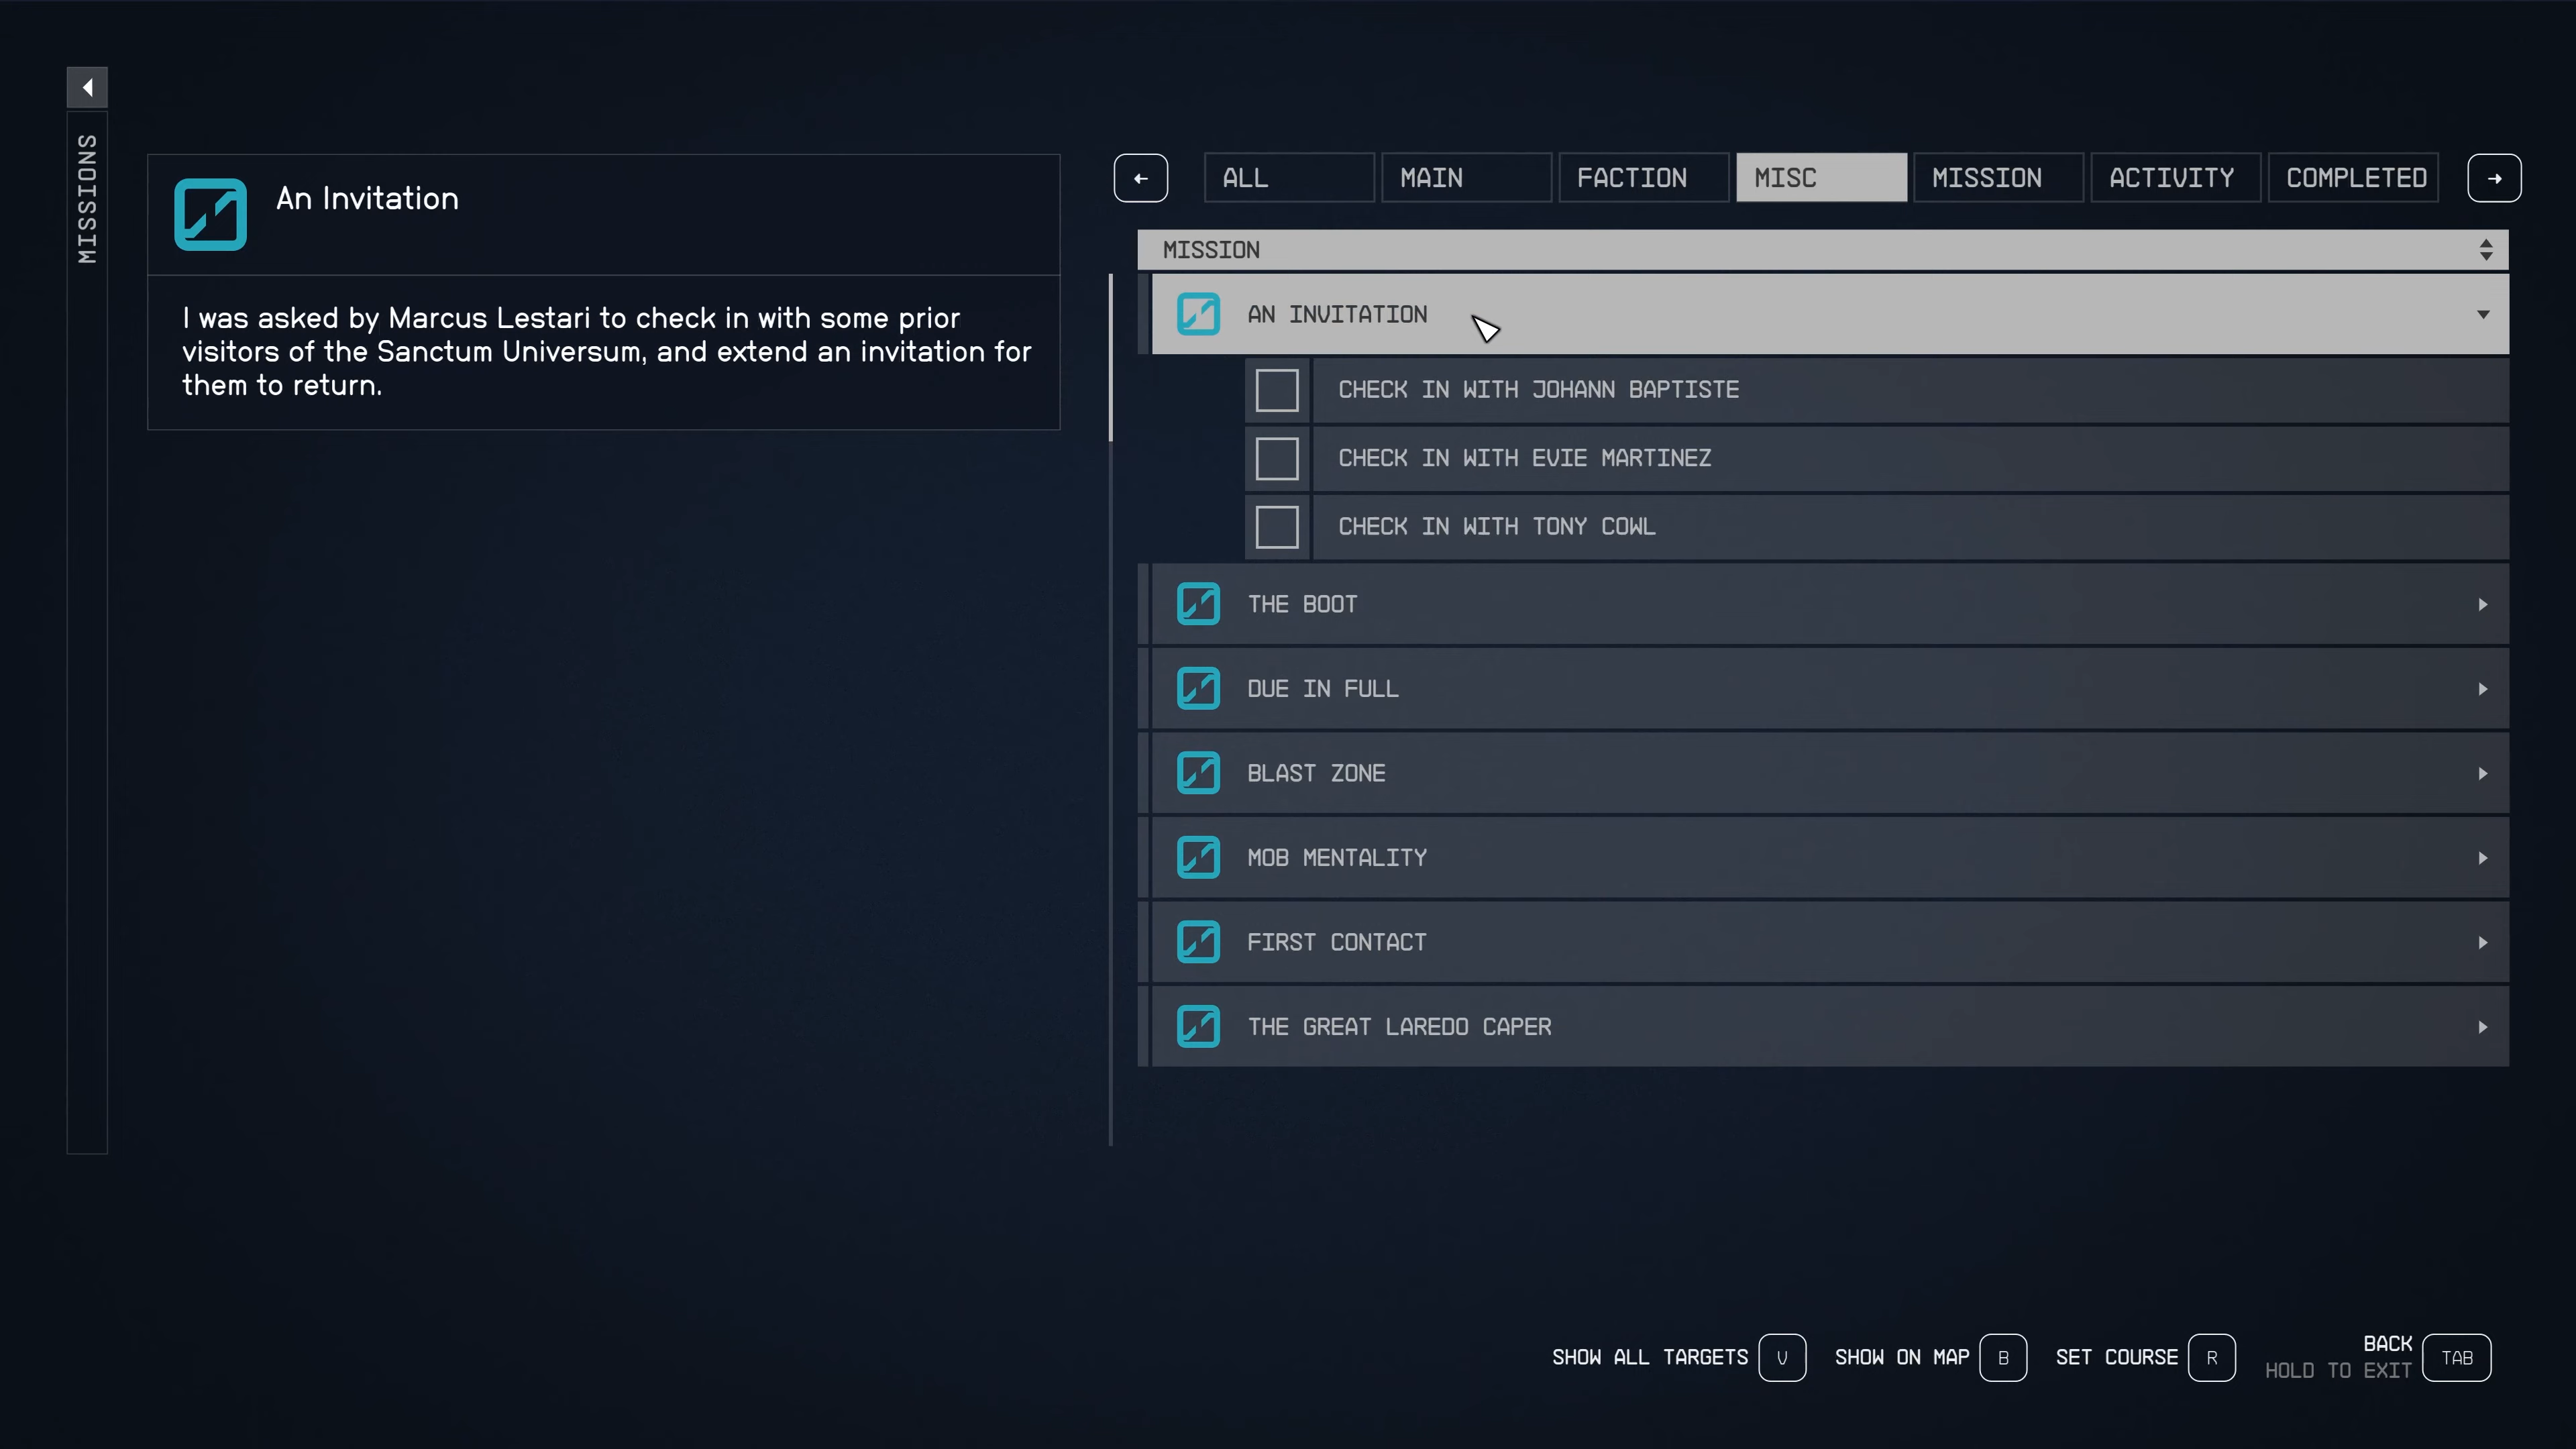 MISSIONS
An Invitation
I was asked by Marcus Lestari to check in with some prior
visitors of the Sanctum Universum, and extend an invitation for
them to return.
ALL
MAIN
FACTION
MISC
MISSION
ACTIVITY
COMPLETED
MISSION
AN INVITATION
CHECK IN WITH JOHANN BAPTISTE
CHECK IN WITH EVIE MARTINEZ
CHECK IN WITH TONY COWL
THE BOOT
DUE IN FULL
BLAST ZONE
MOB MENTALITY
FIRST CONTACT
THE GREAT LAREDO CAPER
SHOW ALL TARGETS V
SHOW ON MAP B
SET COURSE R
BACK
HOLD TO EXIT
TAB